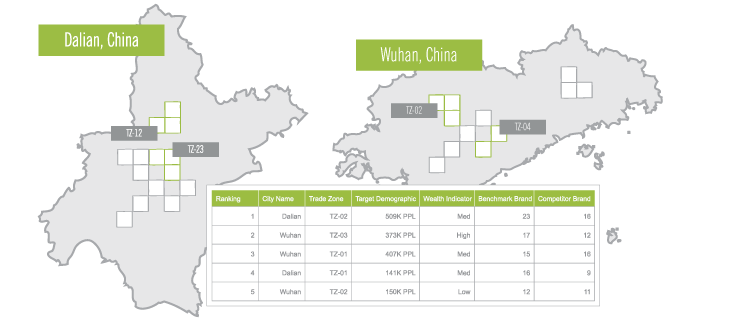 Dalian, China
Wuhan, China
TZ-02
TZ-12
TZ-04
TZ-23
Ranking City Name Trade Zone Target Demographic Wealth Indicator Benchmark Brand Competitor Brand
1 Dalian TZ-02 509K PPL Med 23 16
2 Wuhan TZ-03 373K PPL High 17 12
3 Wuhan TZ-01 407K PPL Med 15 16
4 Dalian TZ-01 141K PPL Med 16 9
5 Wuhan TZ-02 150K PPL Low 12 11